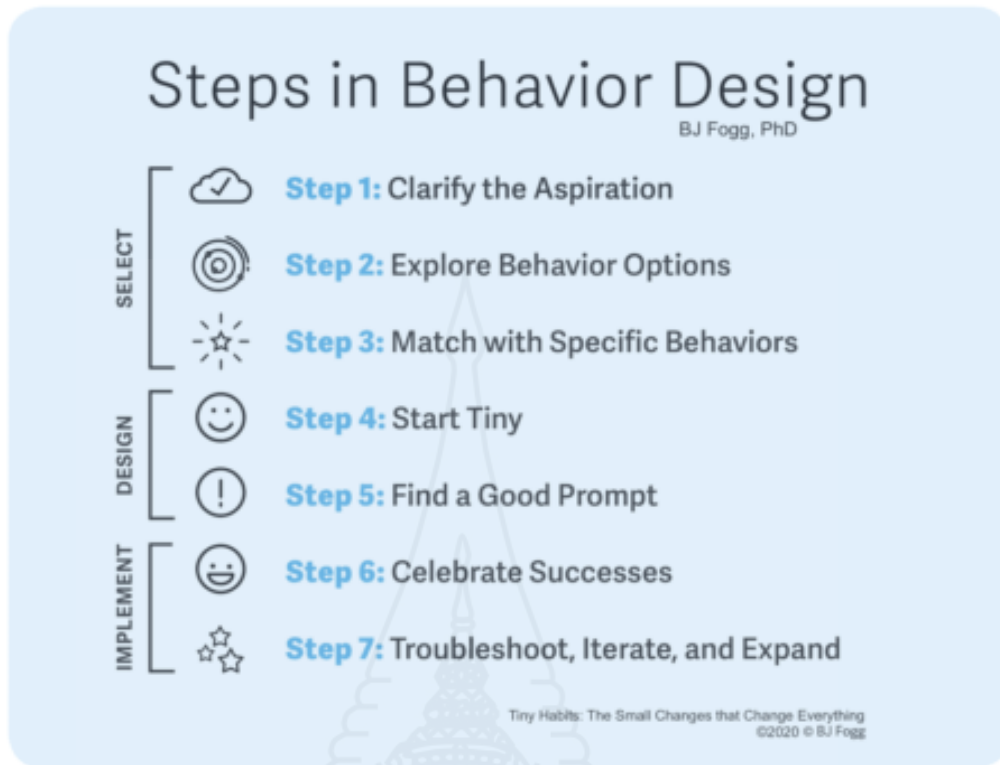 Steps in Behavior Design
BJ Fogg, PhD
SELECT
Step 1: Clarify the Aspiration
Step 2: Explore Behavior Options
Step 3: Match with Specific Behaviors
DESIGN
Step 4: Start Tiny
Step 5: Find a Good Prompt
IMPLEMENT
Step 6: Celebrate Successes
Step 7: Troubleshoot, Iterate, and Expand
Tiny Habits: The Small Changes that Change Everything
©2020 © BJ Fogg